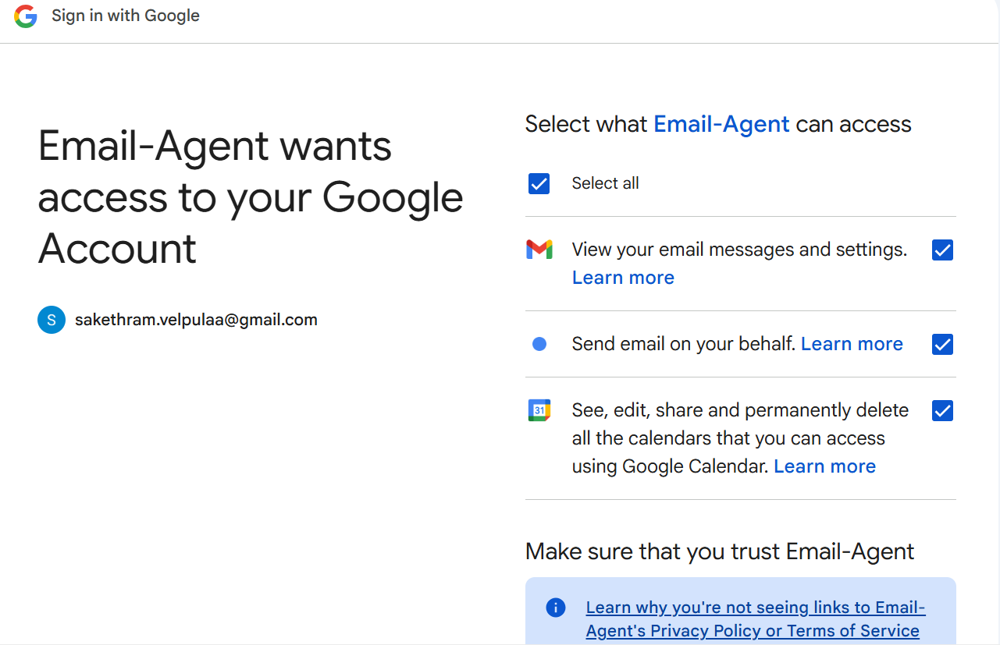 Sign in with Google
Email-Agent wants
access to your Google
Account
S
sakethram.velpulaa@gmail.com
Select what Email-Agent can access
Select all
View your email messages and settings.
Learn more
Send email on your behalf. Learn more
31
See, edit, share and permanently delete
all the calendars that you can access
using Google Calendar. Learn more
Make sure that you trust Email-Agent
Learn why you're not seeing links to Email-
Agent's Privacy Policy or Terms of Service